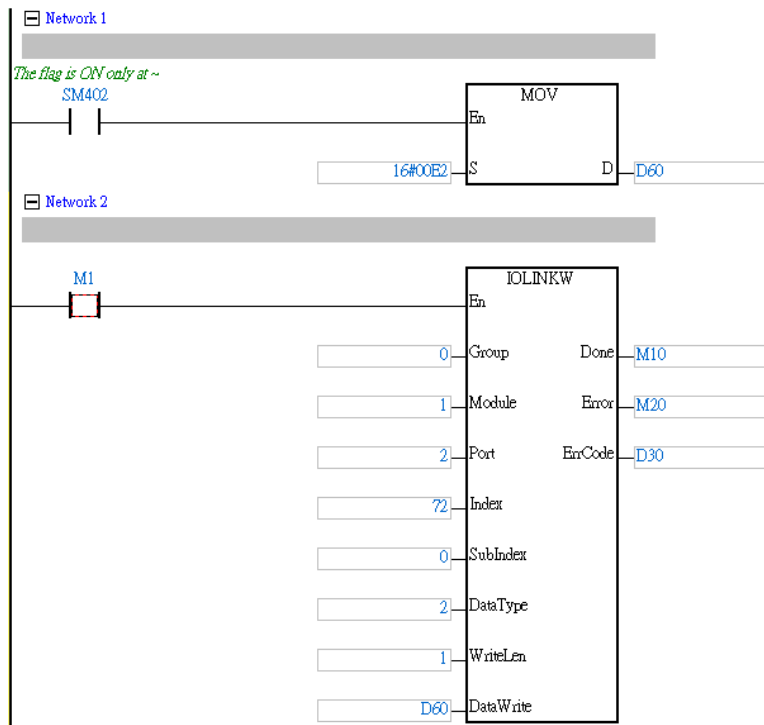 Network 1
The flag is ON only at ~
SM402
MOV
En
16#00E2 S D D60
Network 2
M1
IOLINKW
En
0 Group Done M10
1 Module Error M20
2 Port ErrCode D30
72 Index
0 SubIndex
2 DataType
1 WriteLen
D60 DataWrite